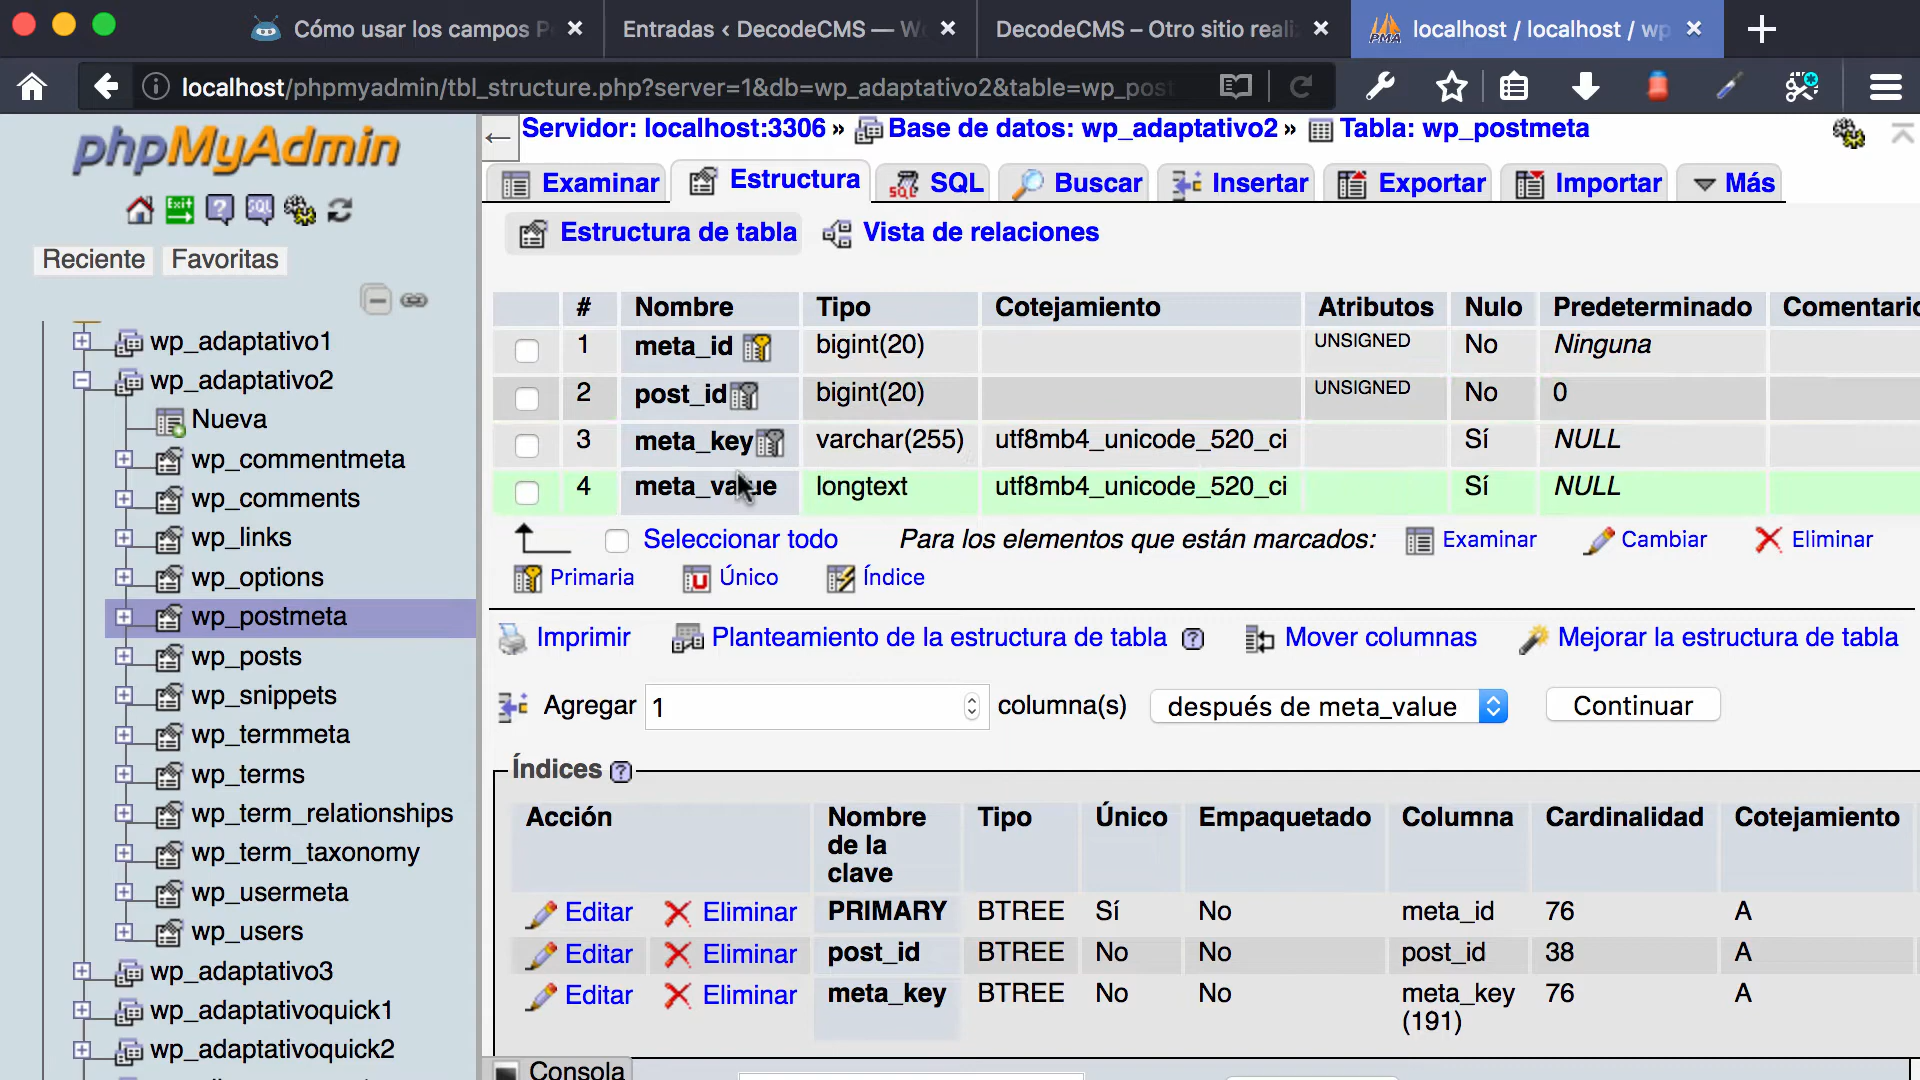 Cómo usar los campos P
Entradas ‹ DecodeCMS — W
DecodeCMS – Otro sitio reali
localhost / localhost / wp
localhost/phpmyadmin/tbl_structure.php?server=1&db=wp_adaptativo2&table=wp_post
phpMyAdmin
Exit
SQL
Reciente
Favoritas
wp_adaptativo1
wp_adaptativo2
Nueva
wp_commentmeta
wp_comments
wp_links
wp_options
wp_postmeta
wp_posts
wp_snippets
wp_termmeta
wp_terms
wp_term_relationships
wp_term_taxonomy
wp_usermeta
wp_users
wp_adaptativo3
wp_adaptativoquick1
wp_adaptativoquick2
Servidor: localhost:3306 » Base de datos: wp_adaptativo2 » Tabla: wp_postmeta
Examinar Estructura SQL Buscar Insertar Exportar Importar Más
Estructura de tabla Vista de relaciones
# Nombre Tipo Cotejamiento Atributos Nulo Predeterminado Comentario
1 meta_id bigint(20) UNSIGNED No Ninguna
2 post_id bigint(20) UNSIGNED No 0
3 meta_key varchar(255) utf8mb4_unicode_520_ci Sí NULL
4 meta_value longtext utf8mb4_unicode_520_ci Sí NULL
Seleccionar todo Para los elementos que están marcados: Examinar Cambiar Eliminar
Primaria Único Índice
Imprimir Planteamiento de la estructura de tabla Mover columnas Mejorar la estructura de tabla
Agregar 1 columna(s) después de meta_value Continuar
Índices
Acción Nombre de la clave Tipo Único Empaquetado Columna Cardinalidad Cotejamiento
Editar Eliminar PRIMARY BTREE Sí No meta_id 76 A
Editar Eliminar post_id BTREE No No post_id 38 A
Editar Eliminar meta_key BTREE No No meta_key (191) 76 A
Consola